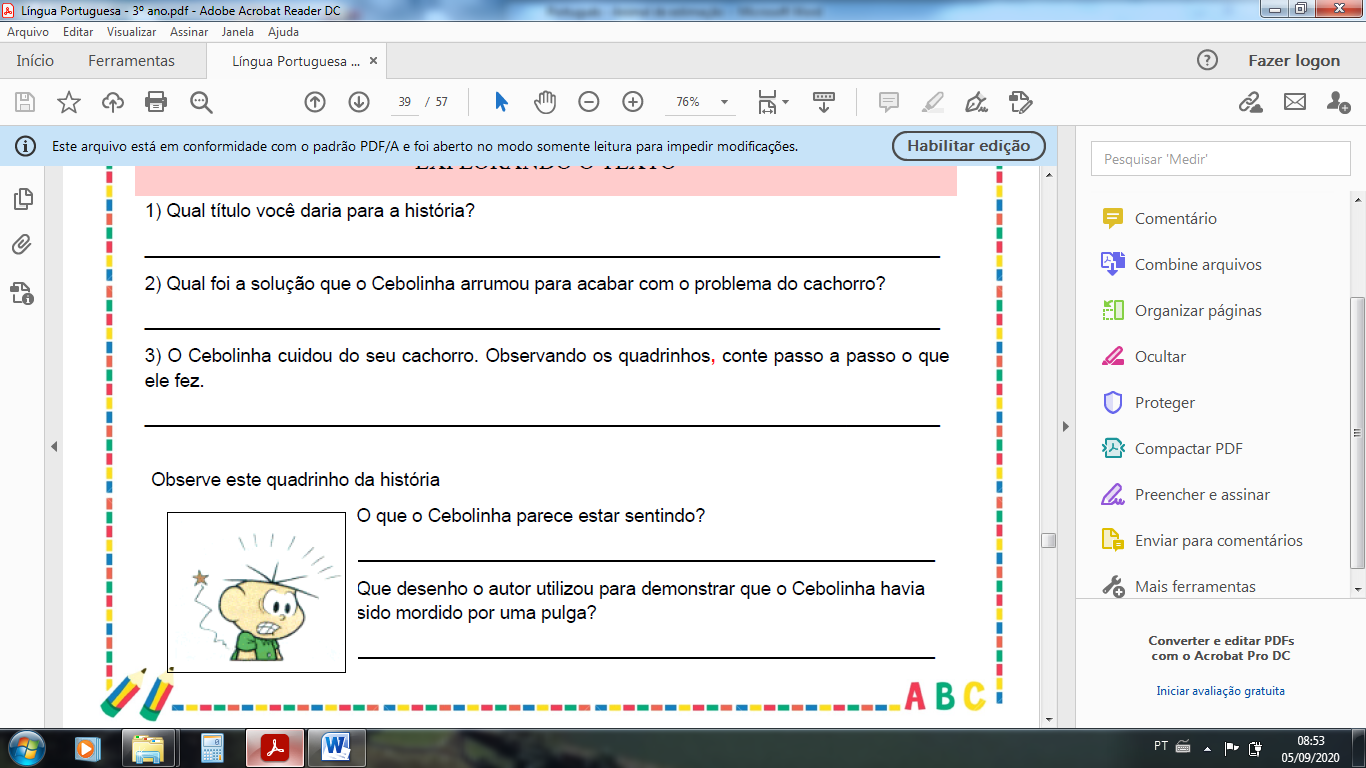 Língua Portuguesa - 3º ano.pdf - Adobe Acrobat Reader DC
Arquivo Editar Visualizar Assinar Janela Ajuda
Início Ferramentas Língua Portuguesa ... × Fazer logon
39 / 57 76%
Este arquivo está em conformidade com o padrão PDF/A e foi aberto no modo somente leitura para impedir modificações. Habilitar edição
EXPLORANDO O TEXTO
1) Qual título você daria para a história?
2) Qual foi a solução que o Cebolinha arrumou para acabar com o problema do cachorro?
3) O Cebolinha cuidou do seu cachorro. Observando os quadrinhos, conte passo a passo o que
ele fez.
Observe este quadrinho da história
O que o Cebolinha parece estar sentindo?
Que desenho o autor utilizou para demonstrar que o Cebolinha havia
sido mordido por uma pulga?
A B C
Pesquisar 'Medir'
Comentário
Combine arquivos
Organizar páginas
Ocultar
Proteger
Compactar PDF
Preencher e assinar
Enviar para comentários
Mais ferramentas
Converter e editar PDFs
com o Acrobat Pro DC
Iniciar avaliação gratuita
PT
08:53
05/09/2020